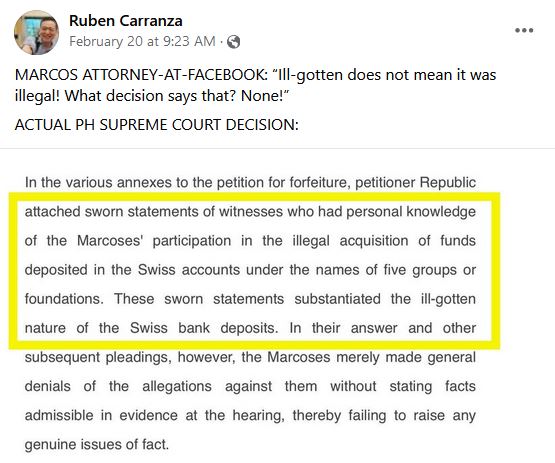 Ruben Carranza
February 20 at 9:23 AM ·
MARCOS ATTORNEY-AT-FACEBOOK: “Ill-gotten does not mean it was
illegal! What decision says that? None!”
ACTUAL PH SUPREME COURT DECISION:
In the various annexes to the petition for forfeiture, petitioner Republic
attached sworn statements of witnesses who had personal knowledge
of the Marcoses' participation in the illegal acquisition of funds
deposited in the Swiss accounts under the names of five groups or
foundations. These sworn statements substantiated the ill-gotten
nature of the Swiss bank deposits. In their answer and other
subsequent pleadings, however, the Marcoses merely made general
denials of the allegations against them without stating facts
admissible in evidence at the hearing, thereby failing to raise any
genuine issues of fact.